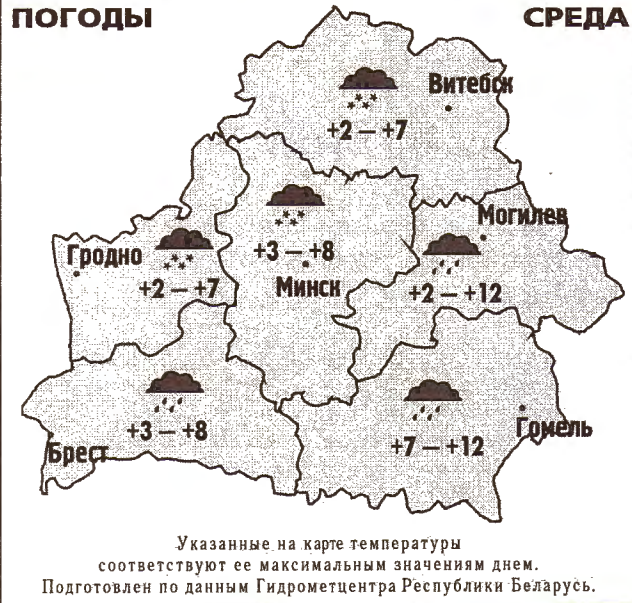 ПОГОДЫ СРЕДА
Витебск
+2 — +7
Могилев
+3 — +8
Гродно
+2 — +7
Минск
+2 — +12
+3 — +8
+7 — +12
Гомель
Брест
Указанные на карте температуры
соответствуют ее максимальным значениям днем.
Подготовлен по данным Гидрометцентра Республики Беларусь.